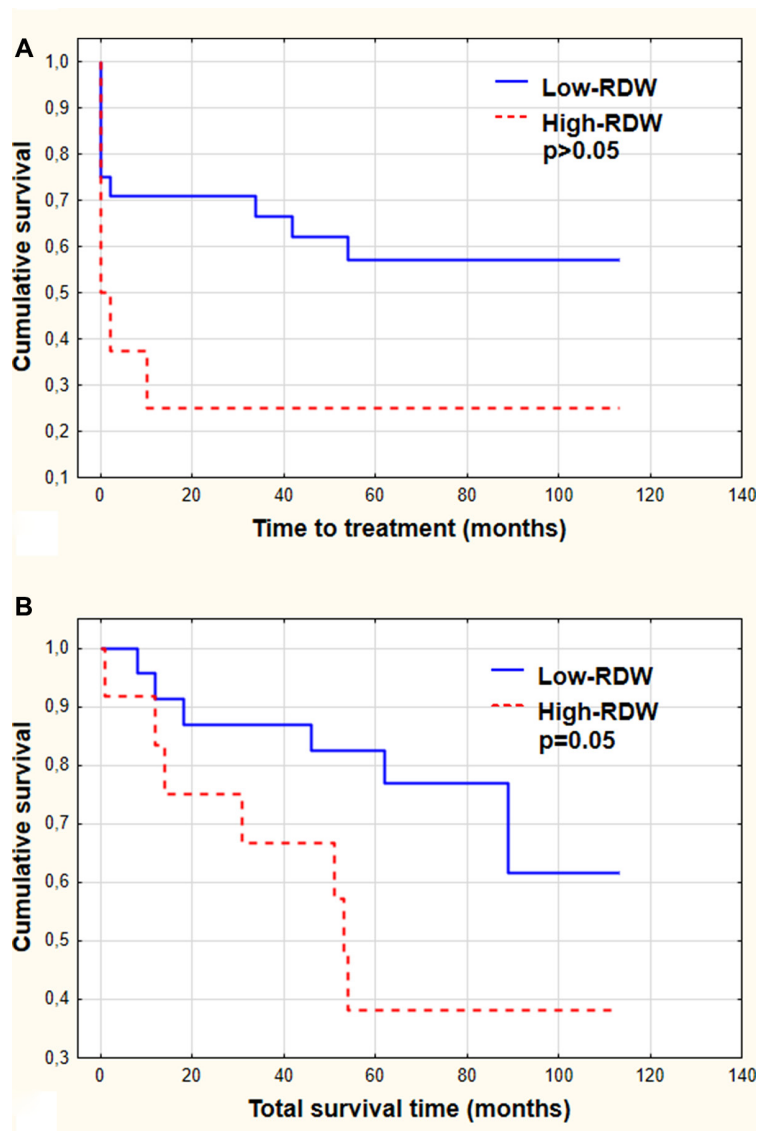 A
Low-RDW
High-RDW
p>0.05
Cumulative survival
1,0
0,9
0,8
0,7
0,6
0,5
0,4
0,3
0,2
0,1
0 20 40 60 80 100 120 140
Time to treatment (months)
B
Low-RDW
High-RDW
p=0.05
Cumulative survival
1,0
0,9
0,8
0,7
0,6
0,5
0,4
0,3
0 20 40 60 80 100 120 140
Total survival time (months)